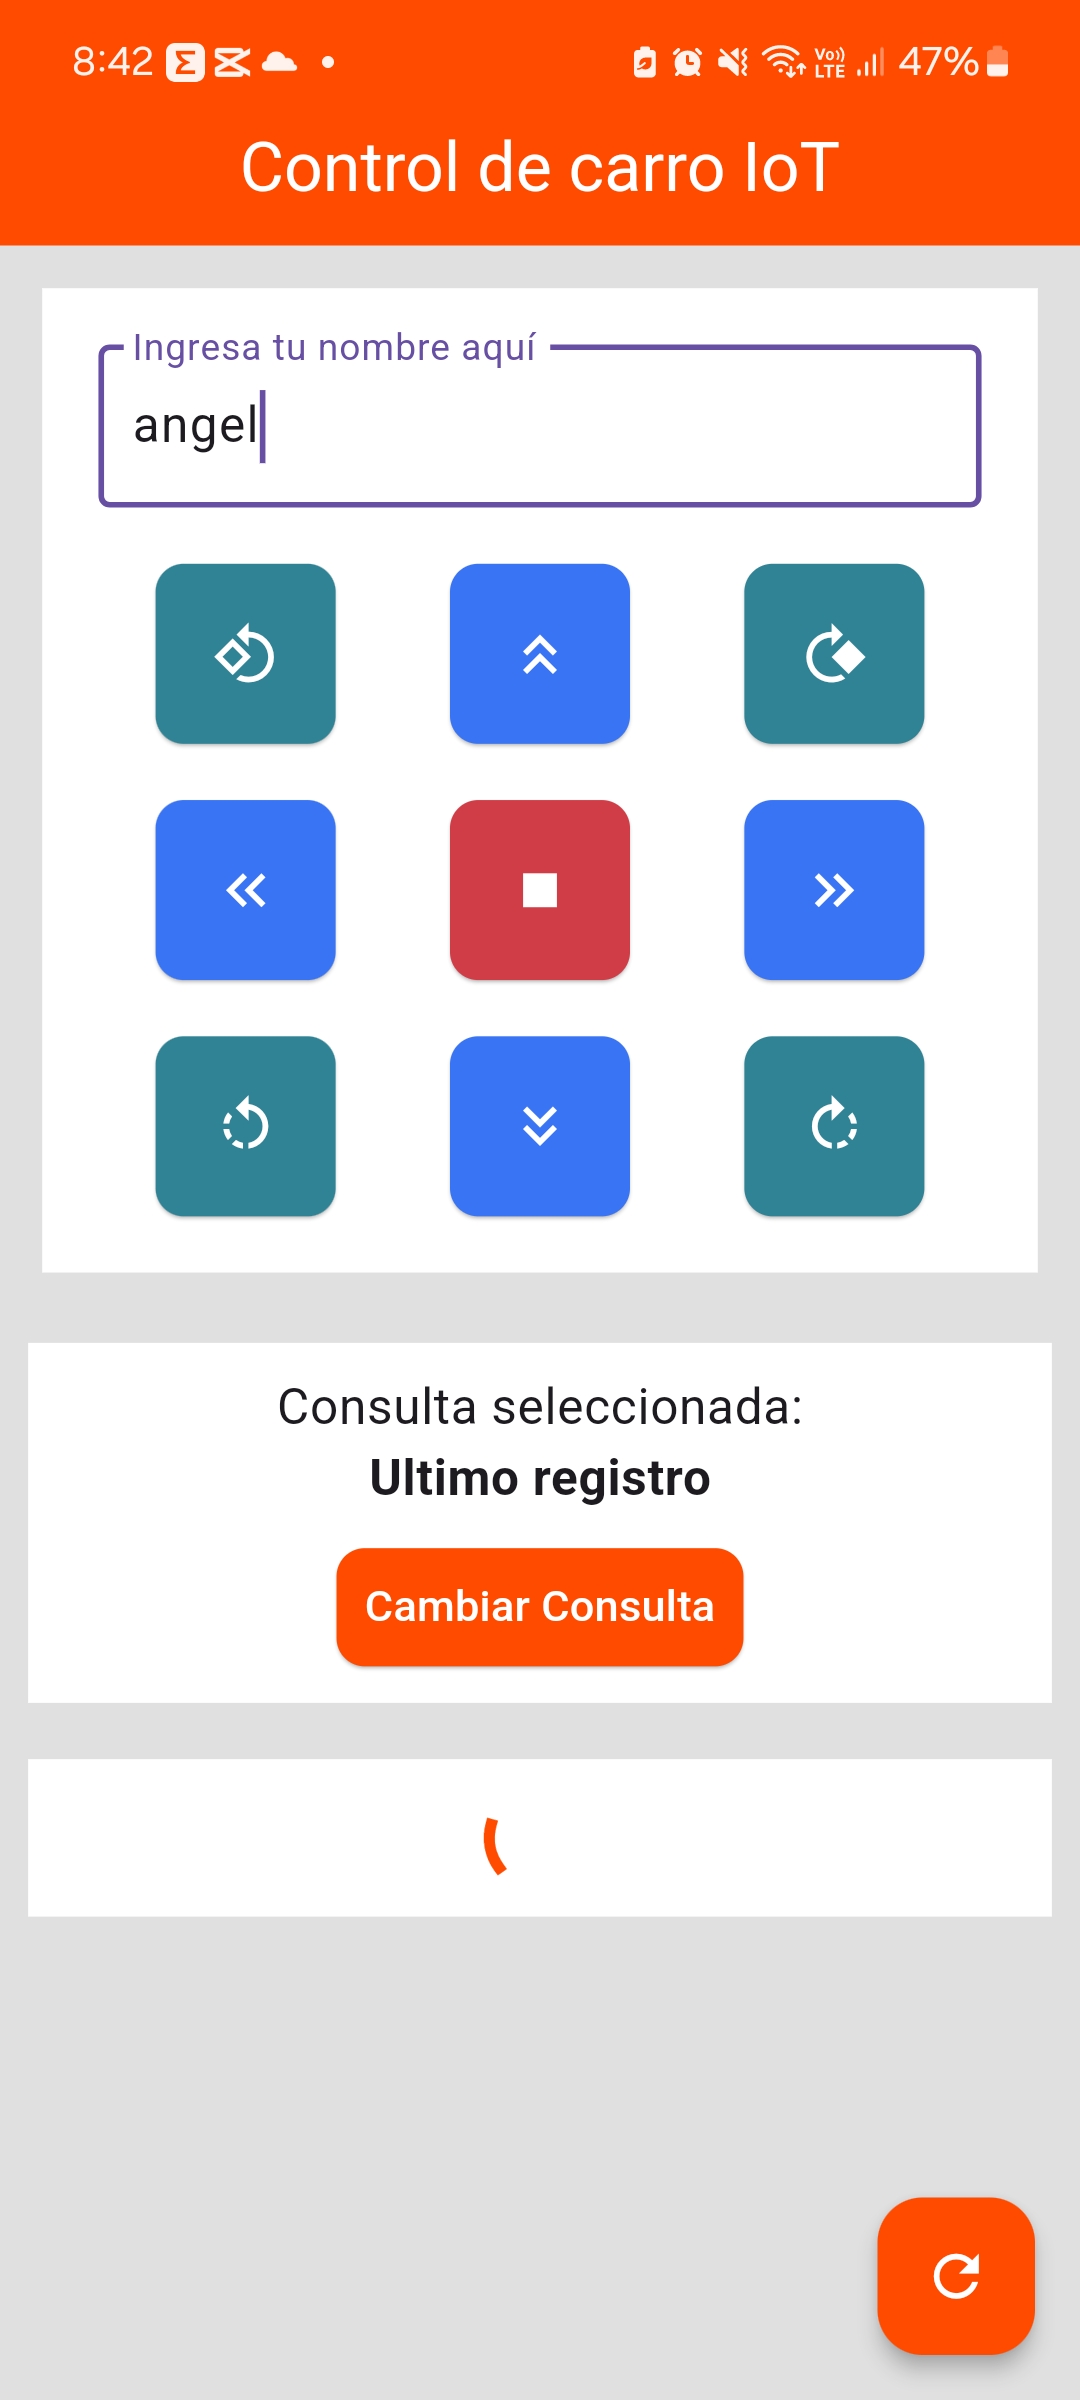 8:42
Vo)) LTE
47%
Control de carro IoT
Ingresa tu nombre aquí
angel
Consulta seleccionada:
Ultimo registro
Cambiar Consulta